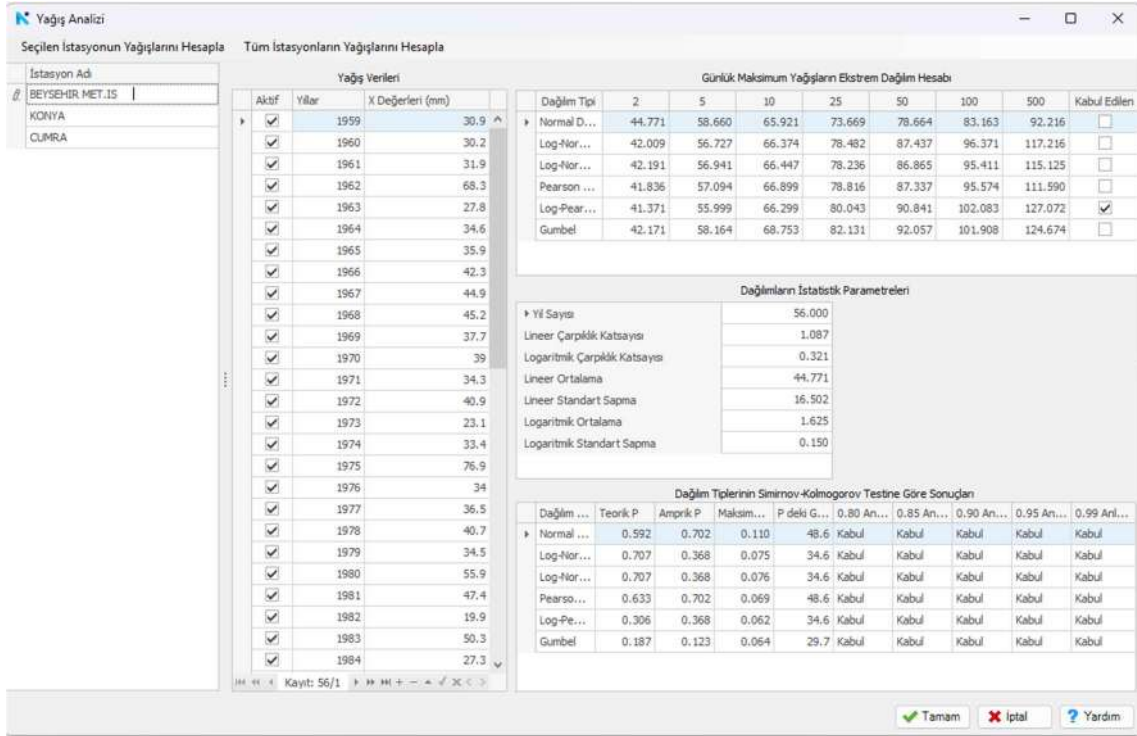 Yağış Analizi
Seçilen İstasyonun Yağışlarını Hesapla Tüm İstasyonların Yağışlarını Hesapla
İstasyon Adı
BEYSEHIR MET.IS
KONYA
CUMRA
Yağış Verileri
Aktif Yıllar X Değerleri (mm)
1959 30.9
1960 30.2
1961 31.9
1962 68.3
1963 27.8
1964 34.6
1965 35.9
1966 42.3
1967 44.9
1968 45.2
1969 37.7
1970 39
1971 34.3
1972 40.9
1973 23.1
1974 33.4
1975 76.9
1976 34
1977 36.5
1978 40.7
1979 34.5
1980 55.9
1981 47.4
1982 19.9
1983 50.3
1984 27.3
Kayıt: 56/1
Günlük Maksimum Yağışların Ekstrem Dağılım Hesabı
Dağılım Tipi 2 5 10 25 50 100 500 Kabul Edilen
Normal D... 44.771 58.660 65.921 73.669 78.664 83.163 92.216
Log-Nor... 42.009 56.727 66.374 78.482 87.437 96.371 117.216
Log-Nor... 42.191 56.941 66.447 78.236 86.865 95.411 115.125
Pearson ... 41.836 57.094 66.899 78.816 87.337 95.574 111.590
Log-Pear... 41.371 55.999 66.299 80.043 90.841 102.083 127.072
Gumbel 42.171 58.164 68.753 82.131 92.057 101.908 124.674
Dağılımların İstatistik Parametreleri
Yıl Sayısı 56.000
Lineer Çarpıklık Katsayısı 1.087
Logaritmik Çarpıklık Katsayısı 0.321
Lineer Ortalama 44.771
Lineer Standart Sapma 16.502
Logaritmik Ortalama 1.625
Logaritmik Standart Sapma 0.150
Dağılım Tiplerinin Simirnov-Kolmogorov Testine Göre Sonuçları
Dağılım ... Teorik P Amprik P Maksim... P deki G... 0.80 An... 0.85 An... 0.90 An... 0.95 An... 0.99 Anl...
Normal ... 0.592 0.702 0.110 48.6 Kabul Kabul Kabul Kabul Kabul
Log-Nor... 0.707 0.368 0.075 34.6 Kabul Kabul Kabul Kabul Kabul
Log-Nor... 0.707 0.368 0.076 34.6 Kabul Kabul Kabul Kabul Kabul
Pearso... 0.633 0.702 0.069 48.6 Kabul Kabul Kabul Kabul Kabul
Log-Pe... 0.306 0.368 0.062 34.6 Kabul Kabul Kabul Kabul Kabul
Gumbel 0.187 0.123 0.064 29.7 Kabul Kabul Kabul Kabul Kabul
Tamam İptal Yardım